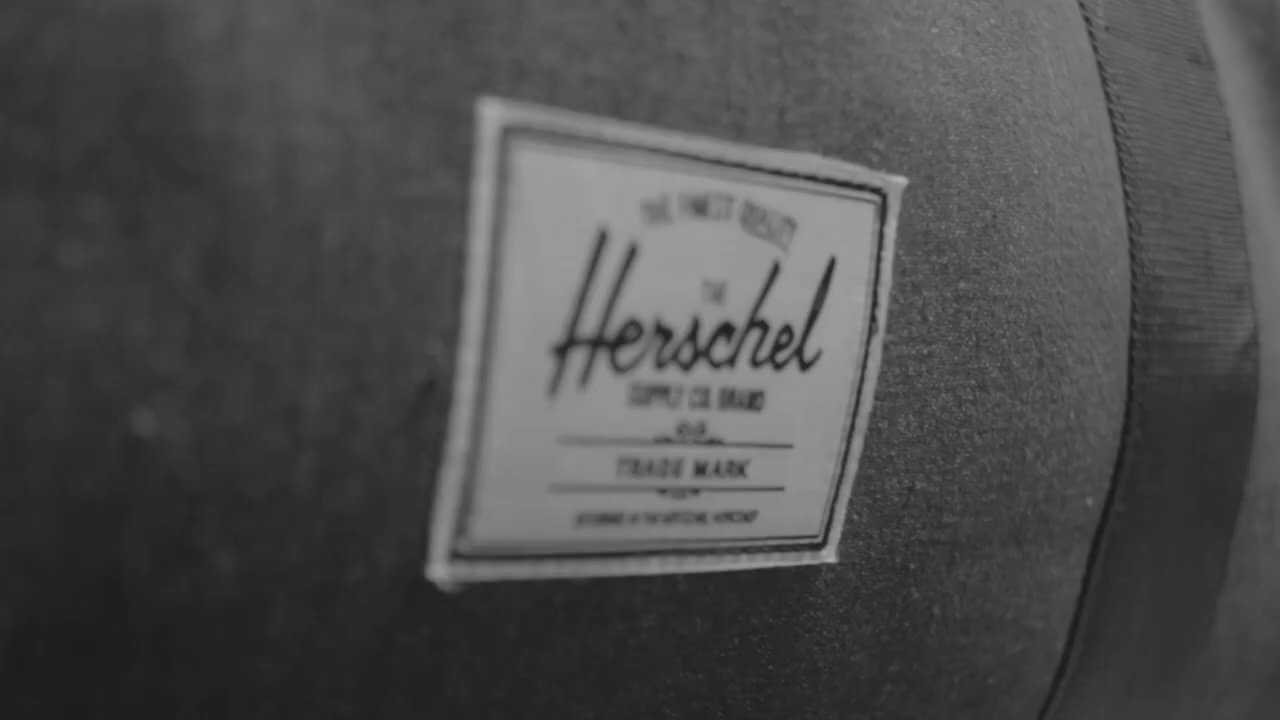 THE FINEST QUALITY
THE
Herschel
SUPPLY CO. BRAND
TRADE MARK